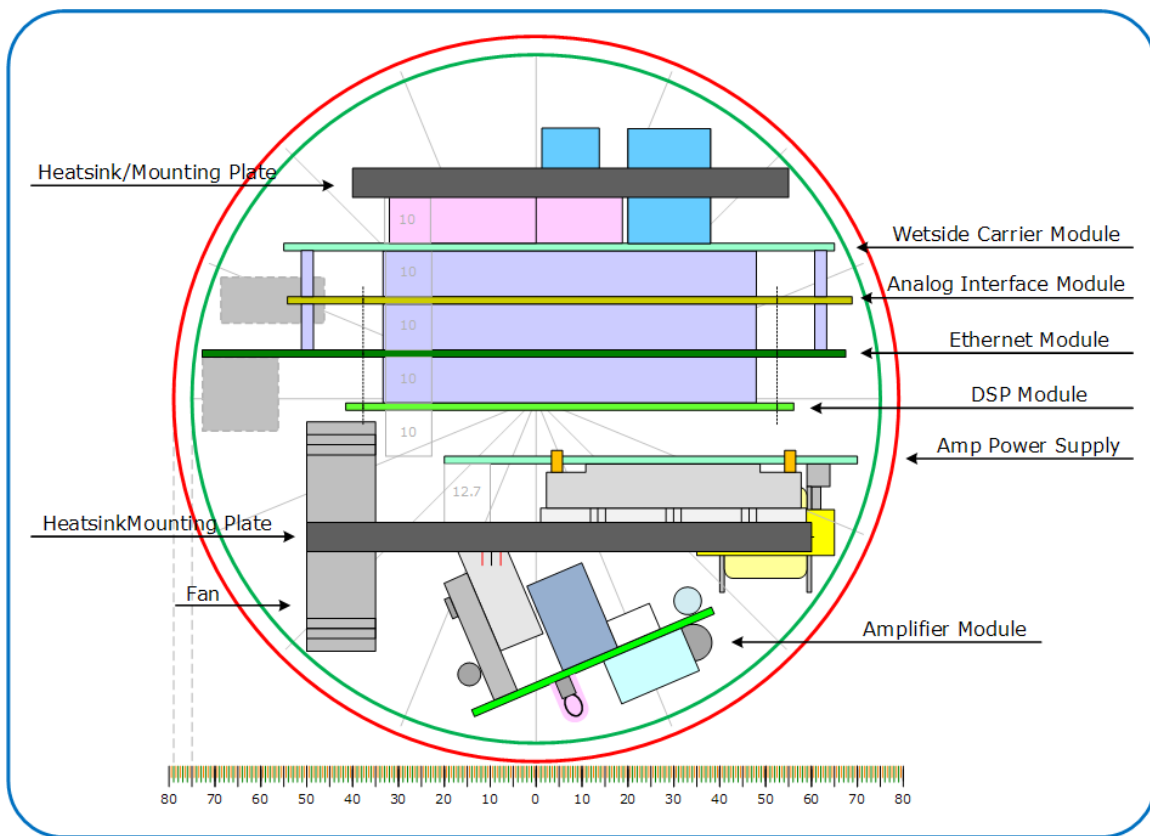 Heatsink/Mounting Plate
10
Wetside Carrier Module
10
Analog Interface Module
10
Ethernet Module
10
DSP Module
10
Amp Power Supply
12.7
HeatsinkMounting Plate
Fan
Amplifier Module
80 70 60 50 40 30 20 10 0 10 20 30 40 50 60 70 80